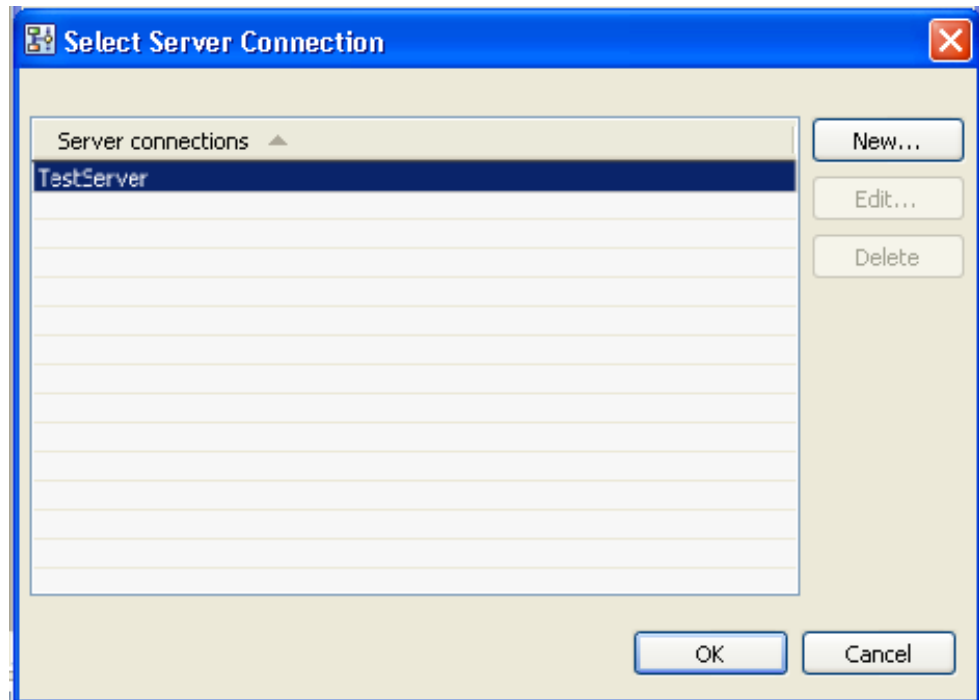 Select Server Connection
Server connections
New...
TestServer
Edit...
Delete
OK
Cancel